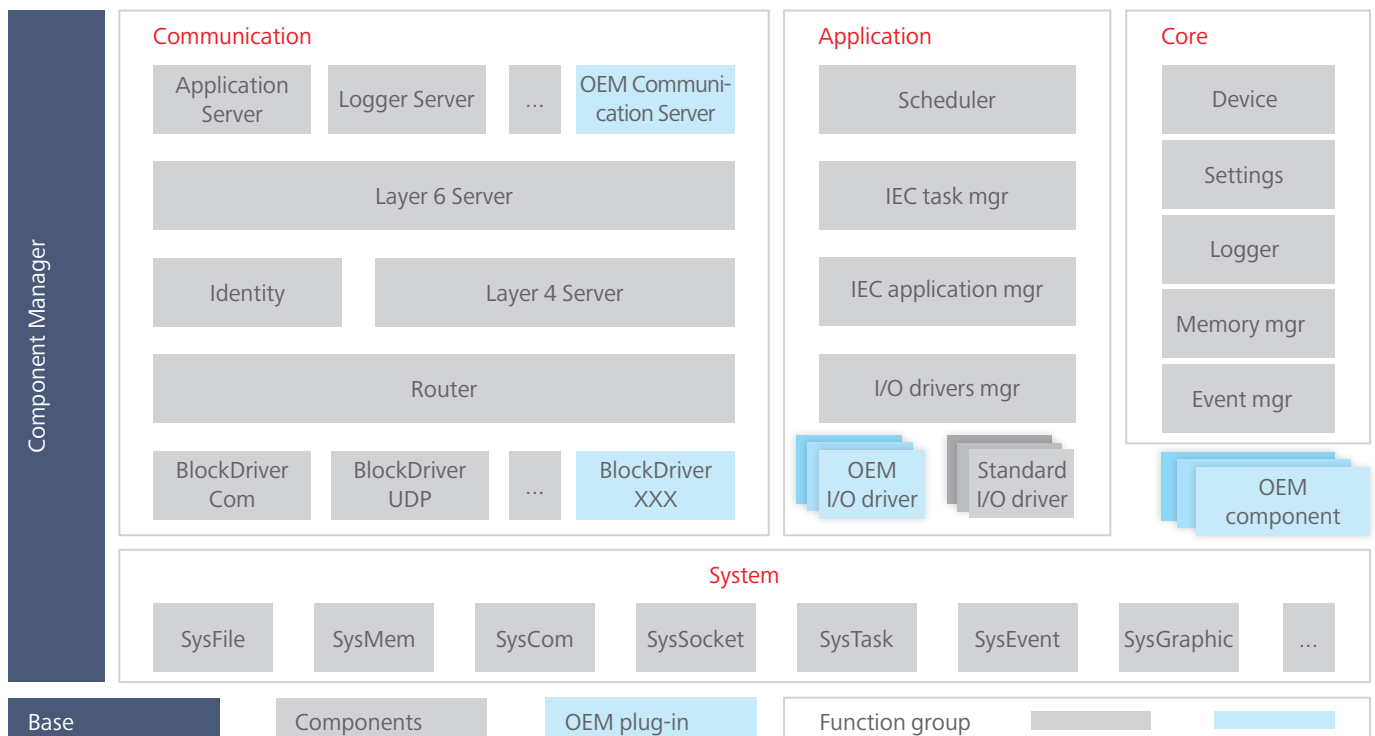 Component Manager
Communication
Application
Server
Logger Server
...
OEM Communi-
cation Server
Layer 6 Server
Identity
Layer 4 Server
Router
BlockDriver
Com
BlockDriver
UDP
...
BlockDriver
XXX
Application
Scheduler
IEC task mgr
IEC application mgr
I/O drivers mgr
OEM
I/O driver
Standard
I/O driver
Core
Device
Settings
Logger
Memory mgr
Event mgr
OEM
component
System
SysFile
SysMem
SysCom
SysSocket
SysTask
SysEvent
SysGraphic
...
Base
Components
OEM plug-in
Function group